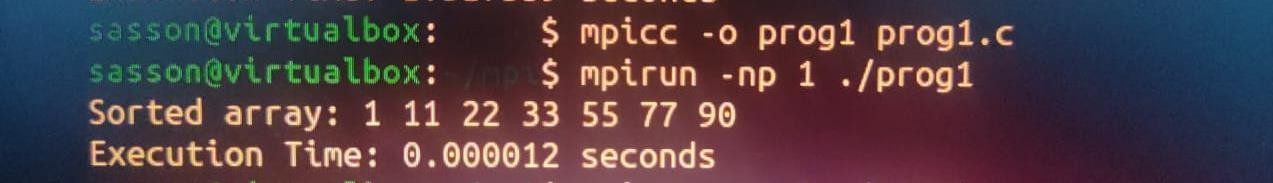 sasson@virtualbox: $ mpicc -o prog1 prog1.c
sasson@virtualbox: $ mpirun -np 1 ./prog1
Sorted array: 1 11 22 33 55 77 90
Execution Time: 0.000012 seconds